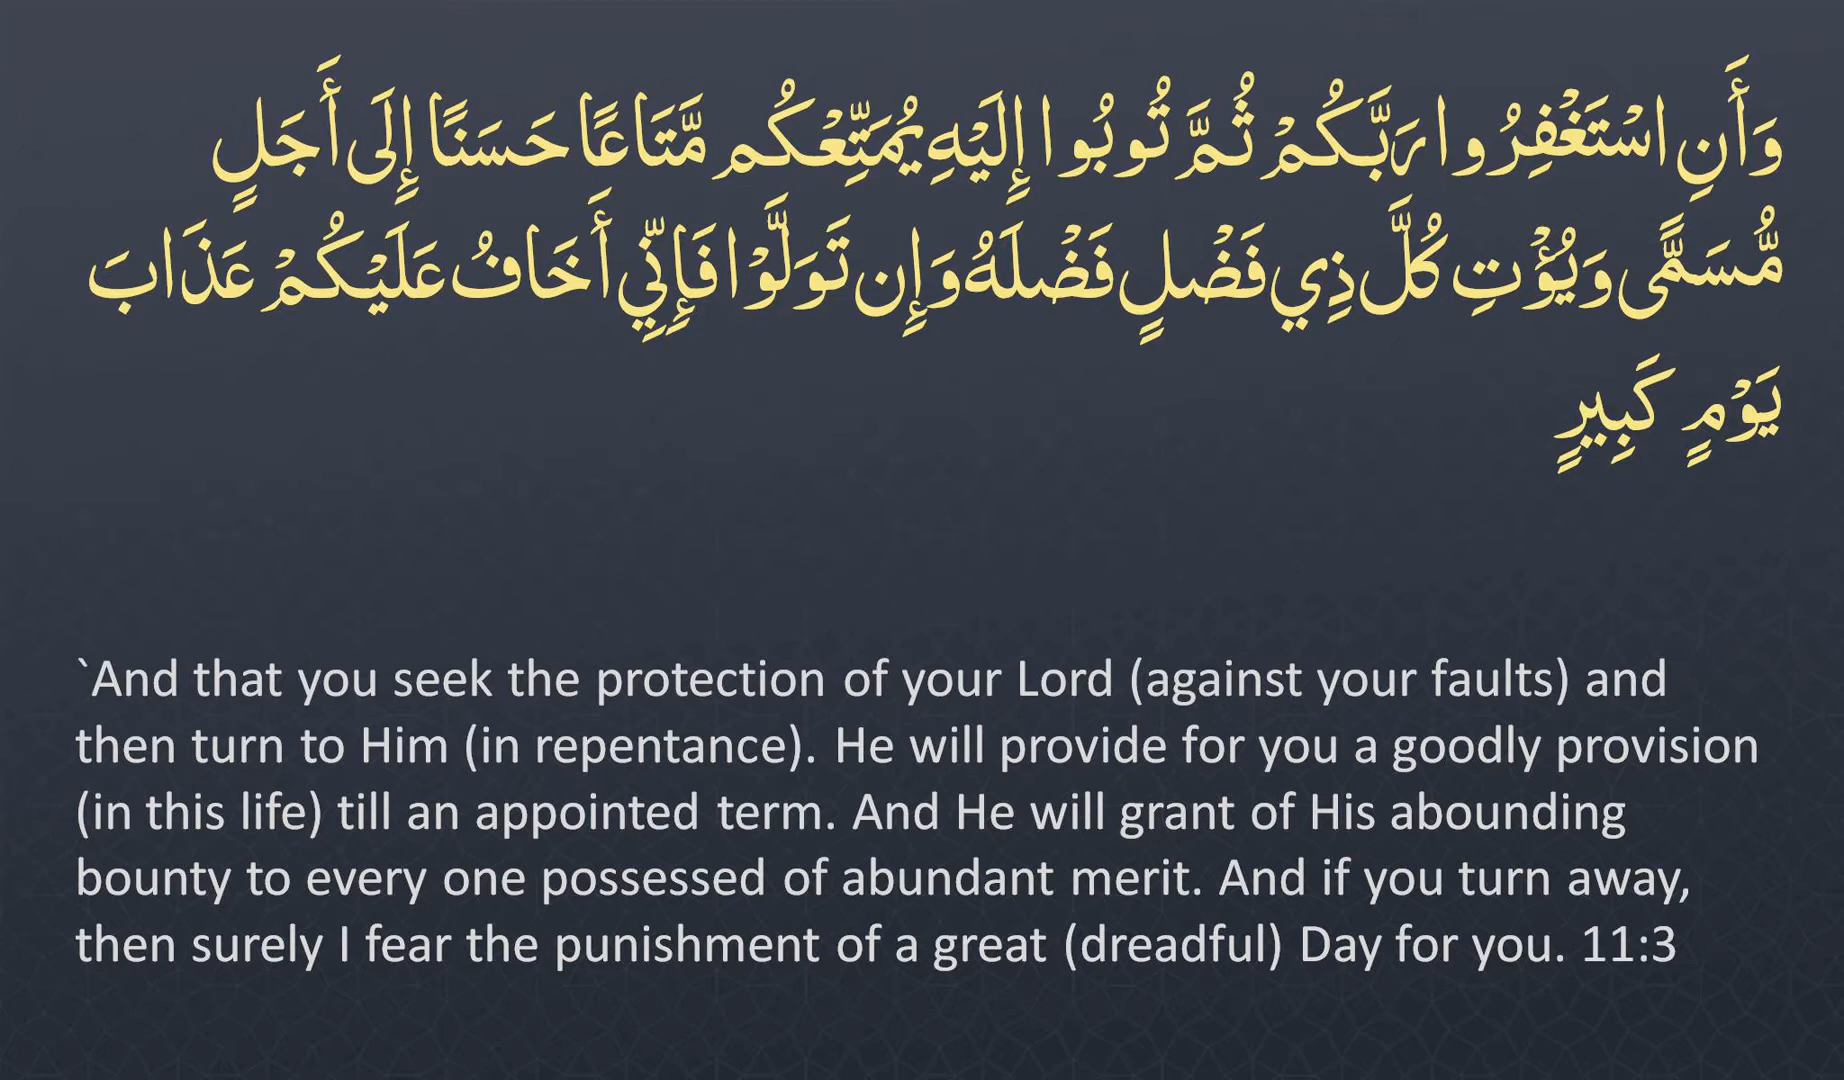 وَأَنِ اسْتَغْفِرُوا رَبَّكُمْ ثُمَّ تُوبُوا إِلَيْهِ يُمَتِّعْكُم مَّتَاعًا حَسَنًا إِلَى أَجَلٍ
مُّسَمًّى وَيُؤْتِ كُلَّ ذِي فَضْلٍ فَضْلَهُ وَإِن تَوَلَّوْا فَإِنِّي أَخَافُ عَلَيْكُمْ عَذَابَ
يَوْمٍ كَبِيرٍ
`And that you seek the protection of your Lord (against your faults) and
then turn to Him (in repentance). He will provide for you a goodly provision
(in this life) till an appointed term. And He will grant of His abounding
bounty to every one possessed of abundant merit. And if you turn away,
then surely I fear the punishment of a great (dreadful) Day for you. 11:3